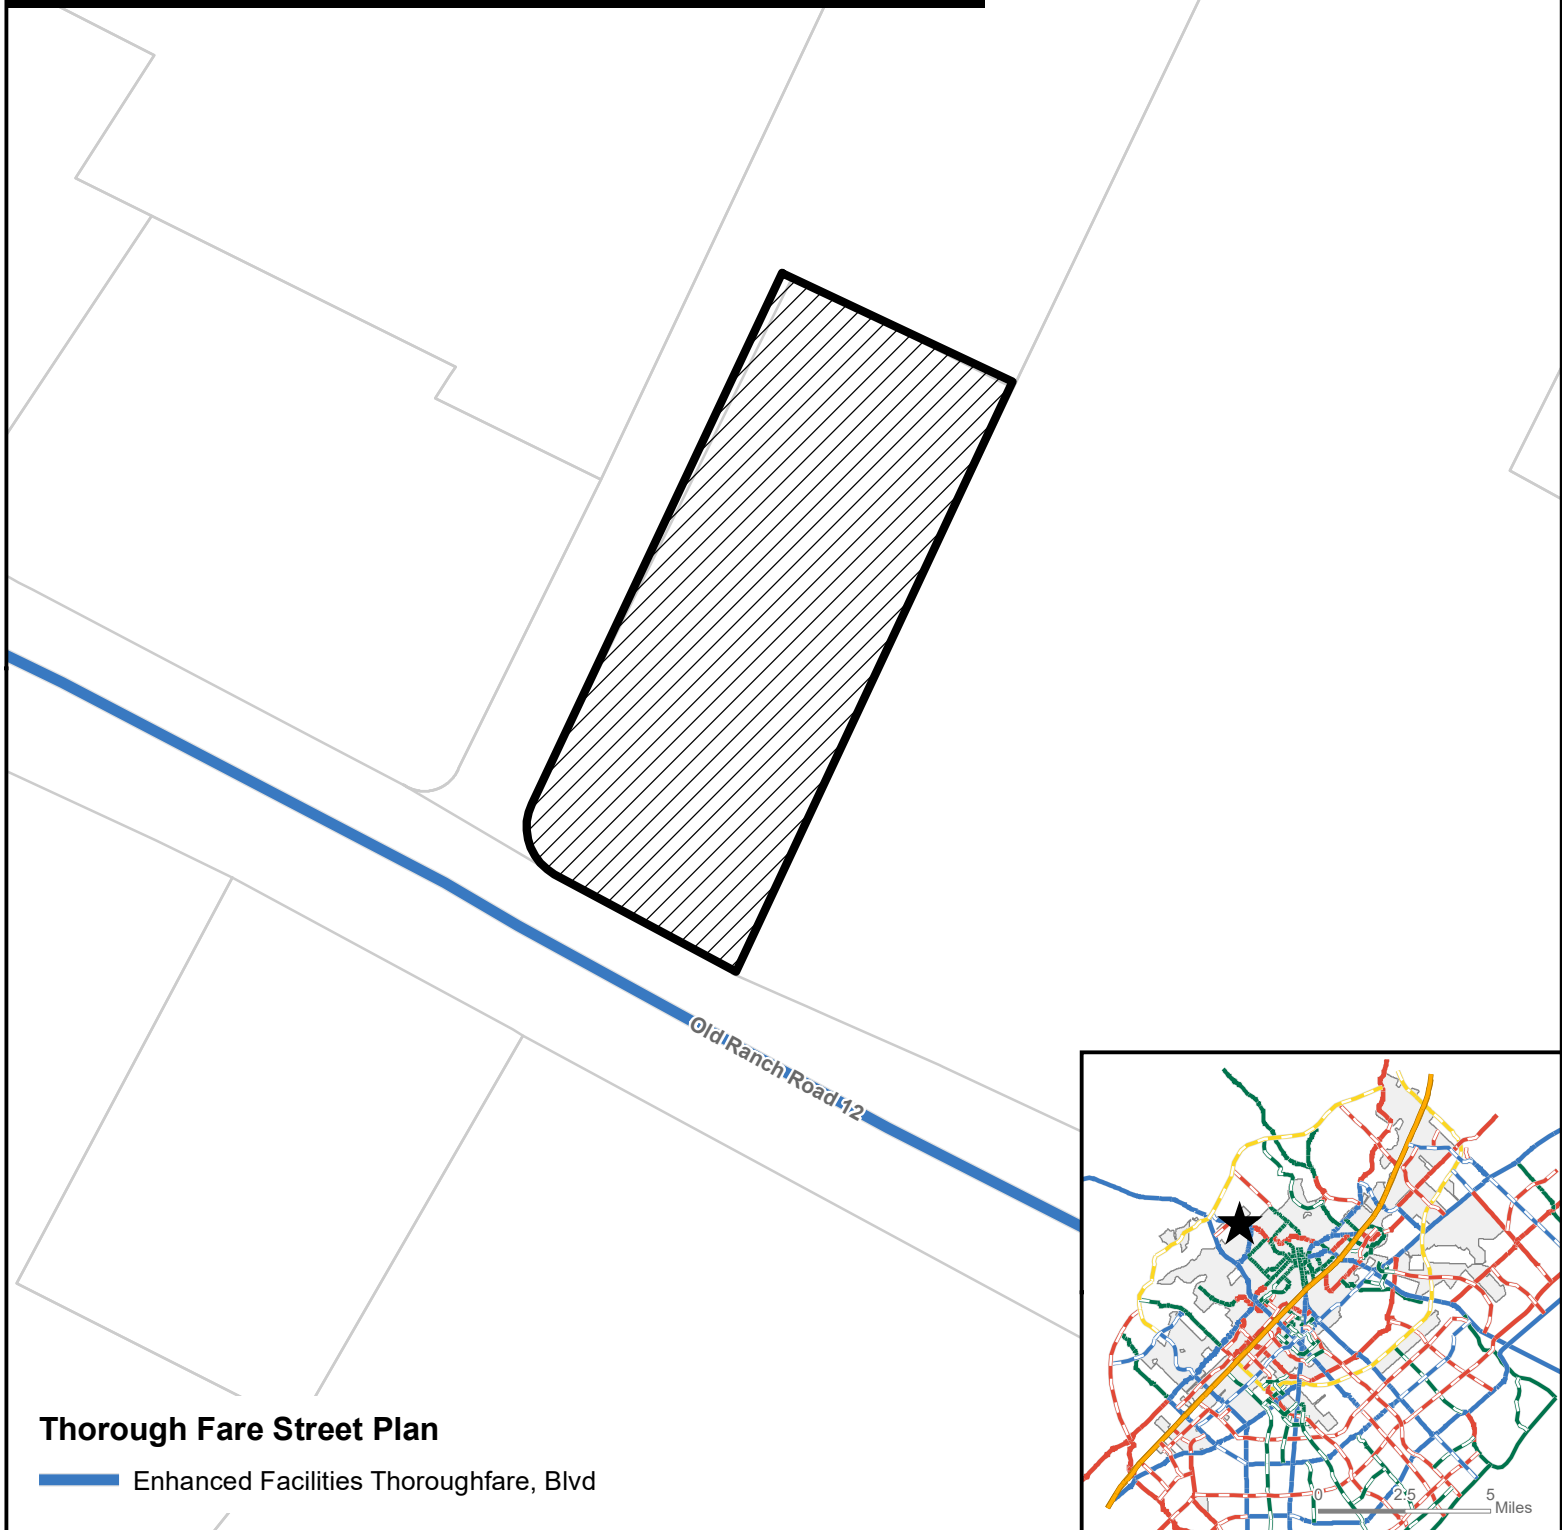 Old Ranch Road 12
Thorough Fare Street Plan
Enhanced Facilities Thoroughfare, Blvd
0 2.5 5
Miles